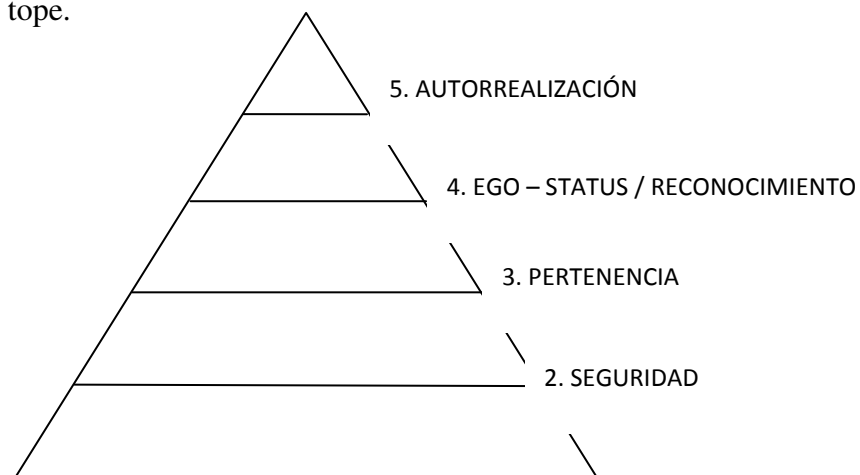 tope.
5. AUTORREALIZACIÓN
4. EGO – STATUS / RECONOCIMIENTO
3. PERTENENCIA
2. SEGURIDAD